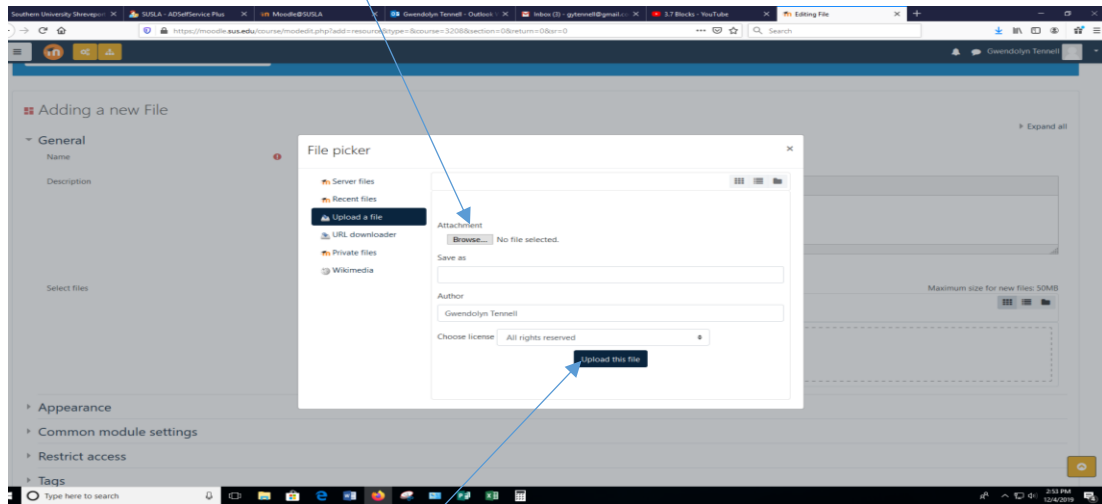 Southern University Shrevepor
SUSLA - ADSelfService Plus
Moodle@SUSLA
Gwendolyn Tennell - Outlook
Inbox (3) - gytennell@gmail.co
3.7 Blocks - YouTube
Editing File
https://moodle.sus.edu/course/modedit.php?add=resource&type=&course=3208&section=0&return=0&sr=0
Search
Gwendolyn Tennell
Adding a new File
Expand all
General
Name
Description
Select files
Maximum size for new files: 50MB
File picker
Server files
Recent files
Upload a file
URL downloader
Private files
Wikimedia
Attachment
Browse... No file selected.
Save as
Author
Gwendolyn Tennell
Choose license All rights reserved
Upload this file
Appearance
Common module settings
Restrict access
Tags
Type here to search
2:53 PM
12/4/2019